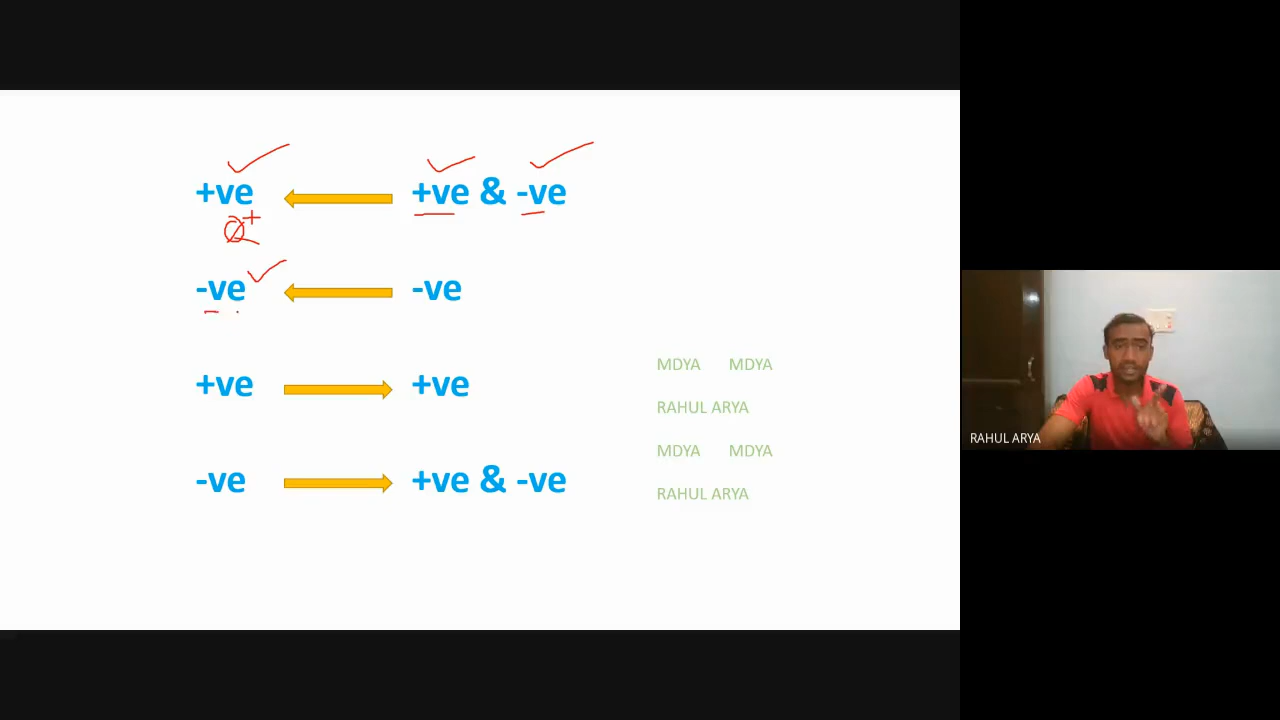 +ve +ve & -ve
Q+
-ve -ve
+ve +ve
-ve +ve & -ve
MDYA MDYA
RAHUL ARYA
MDYA MDYA
RAHUL ARYA
RAHUL ARYA